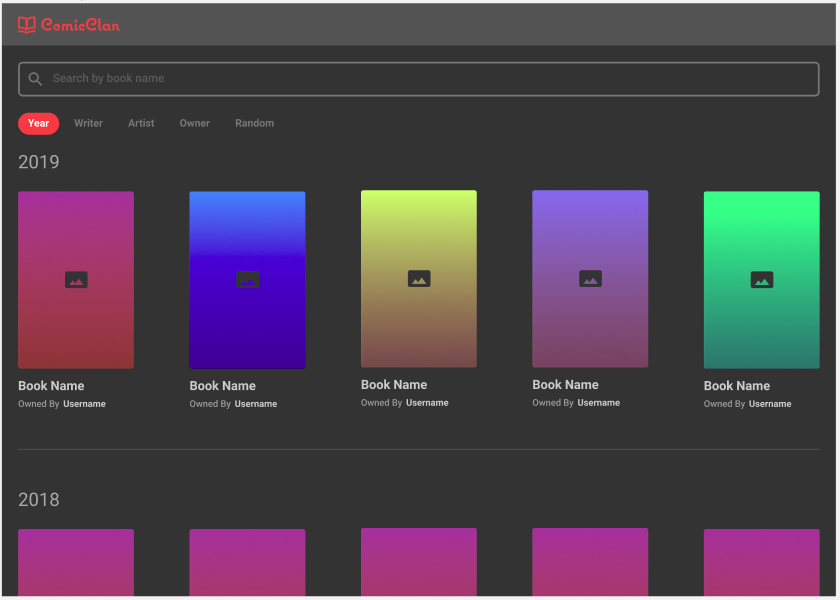 ComicClan
Search by book name
Year Writer Artist Owner Random
2019
Book Name Book Name Book Name Book Name Book Name
Owned By Username Owned By Username Owned By Username Owned By Username Owned By Username
2018